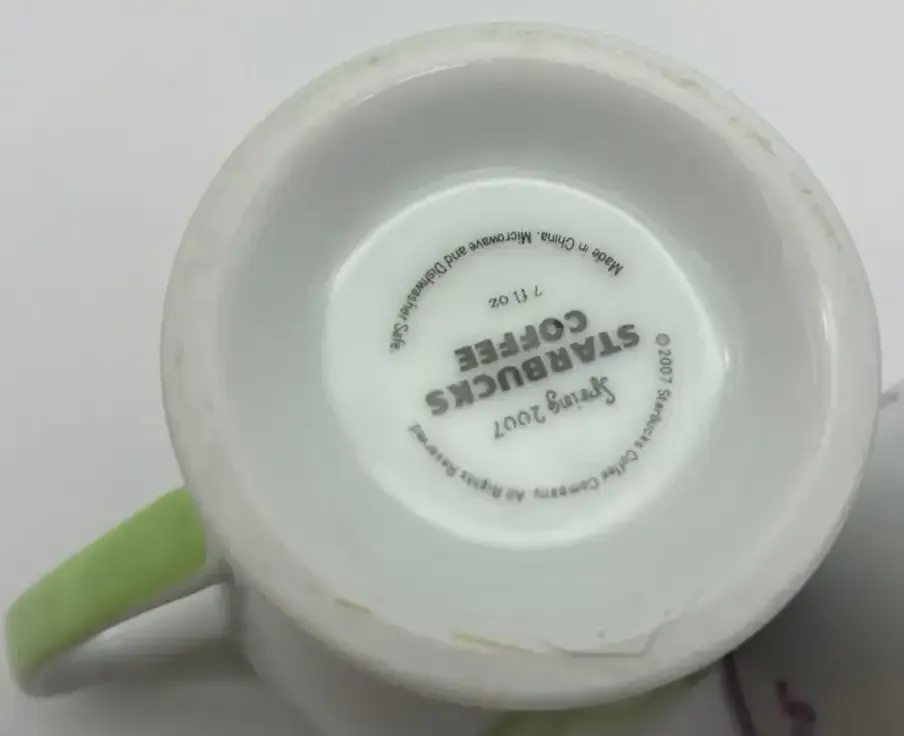 © 2007 Starbucks Coffee Company. All Rights Reserved.
Spring 2007
STARBUCKS
COFFEE
7 fl oz
Made in China. Microwave and Dishwasher Safe.